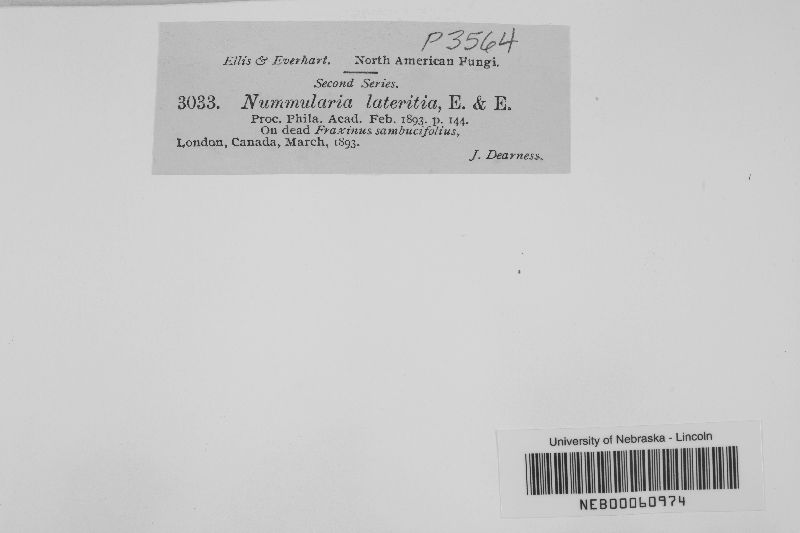 P3564
Ellis & Everhart. North American Fungi.
Second Series.
3033. Nummularia lateritia, E. & E.
Proc. Phila. Acad. Feb. 1893. p. 144.
On dead Fraxinus sambucifolius,
London, Canada, March, 1893.
J. Dearness.
University of Nebraska - Lincoln
NEB00060974